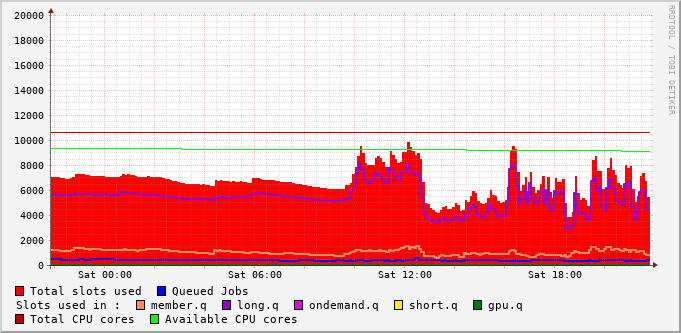 20000
18000
16000
14000
12000
10000
8000
6000
4000
2000
0
Sat 00:00 Sat 06:00 Sat 12:00 Sat 18:00
RRDTOOL / TOBI OETIKER
Total slots used Queued Jobs
Slots used in : member.q long.q ondemand.q short.q gpu.q
Total CPU cores Available CPU cores